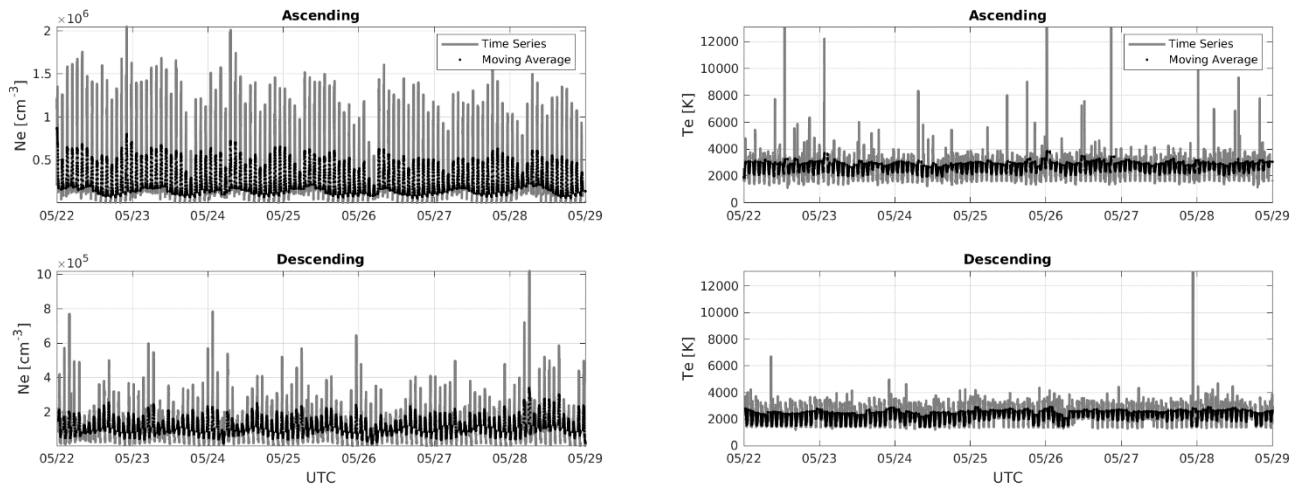 Ascending
×10^6
Ne [cm^-3]
2
1.5
1
0.5
Time Series
Moving Average
05/22 05/23 05/24 05/25 05/26 05/27 05/28 05/29
Ascending
Te [K]
12000
10000
8000
6000
4000
2000
0
Time Series
Moving Average
05/22 05/23 05/24 05/25 05/26 05/27 05/28 05/29
Descending
×10^5
Ne [cm^-3]
10
8
6
4
2
05/22 05/23 05/24 05/25 05/26 05/27 05/28 05/29
UTC
Descending
Te [K]
12000
10000
8000
6000
4000
2000
0
05/22 05/23 05/24 05/25 05/26 05/27 05/28 05/29
UTC